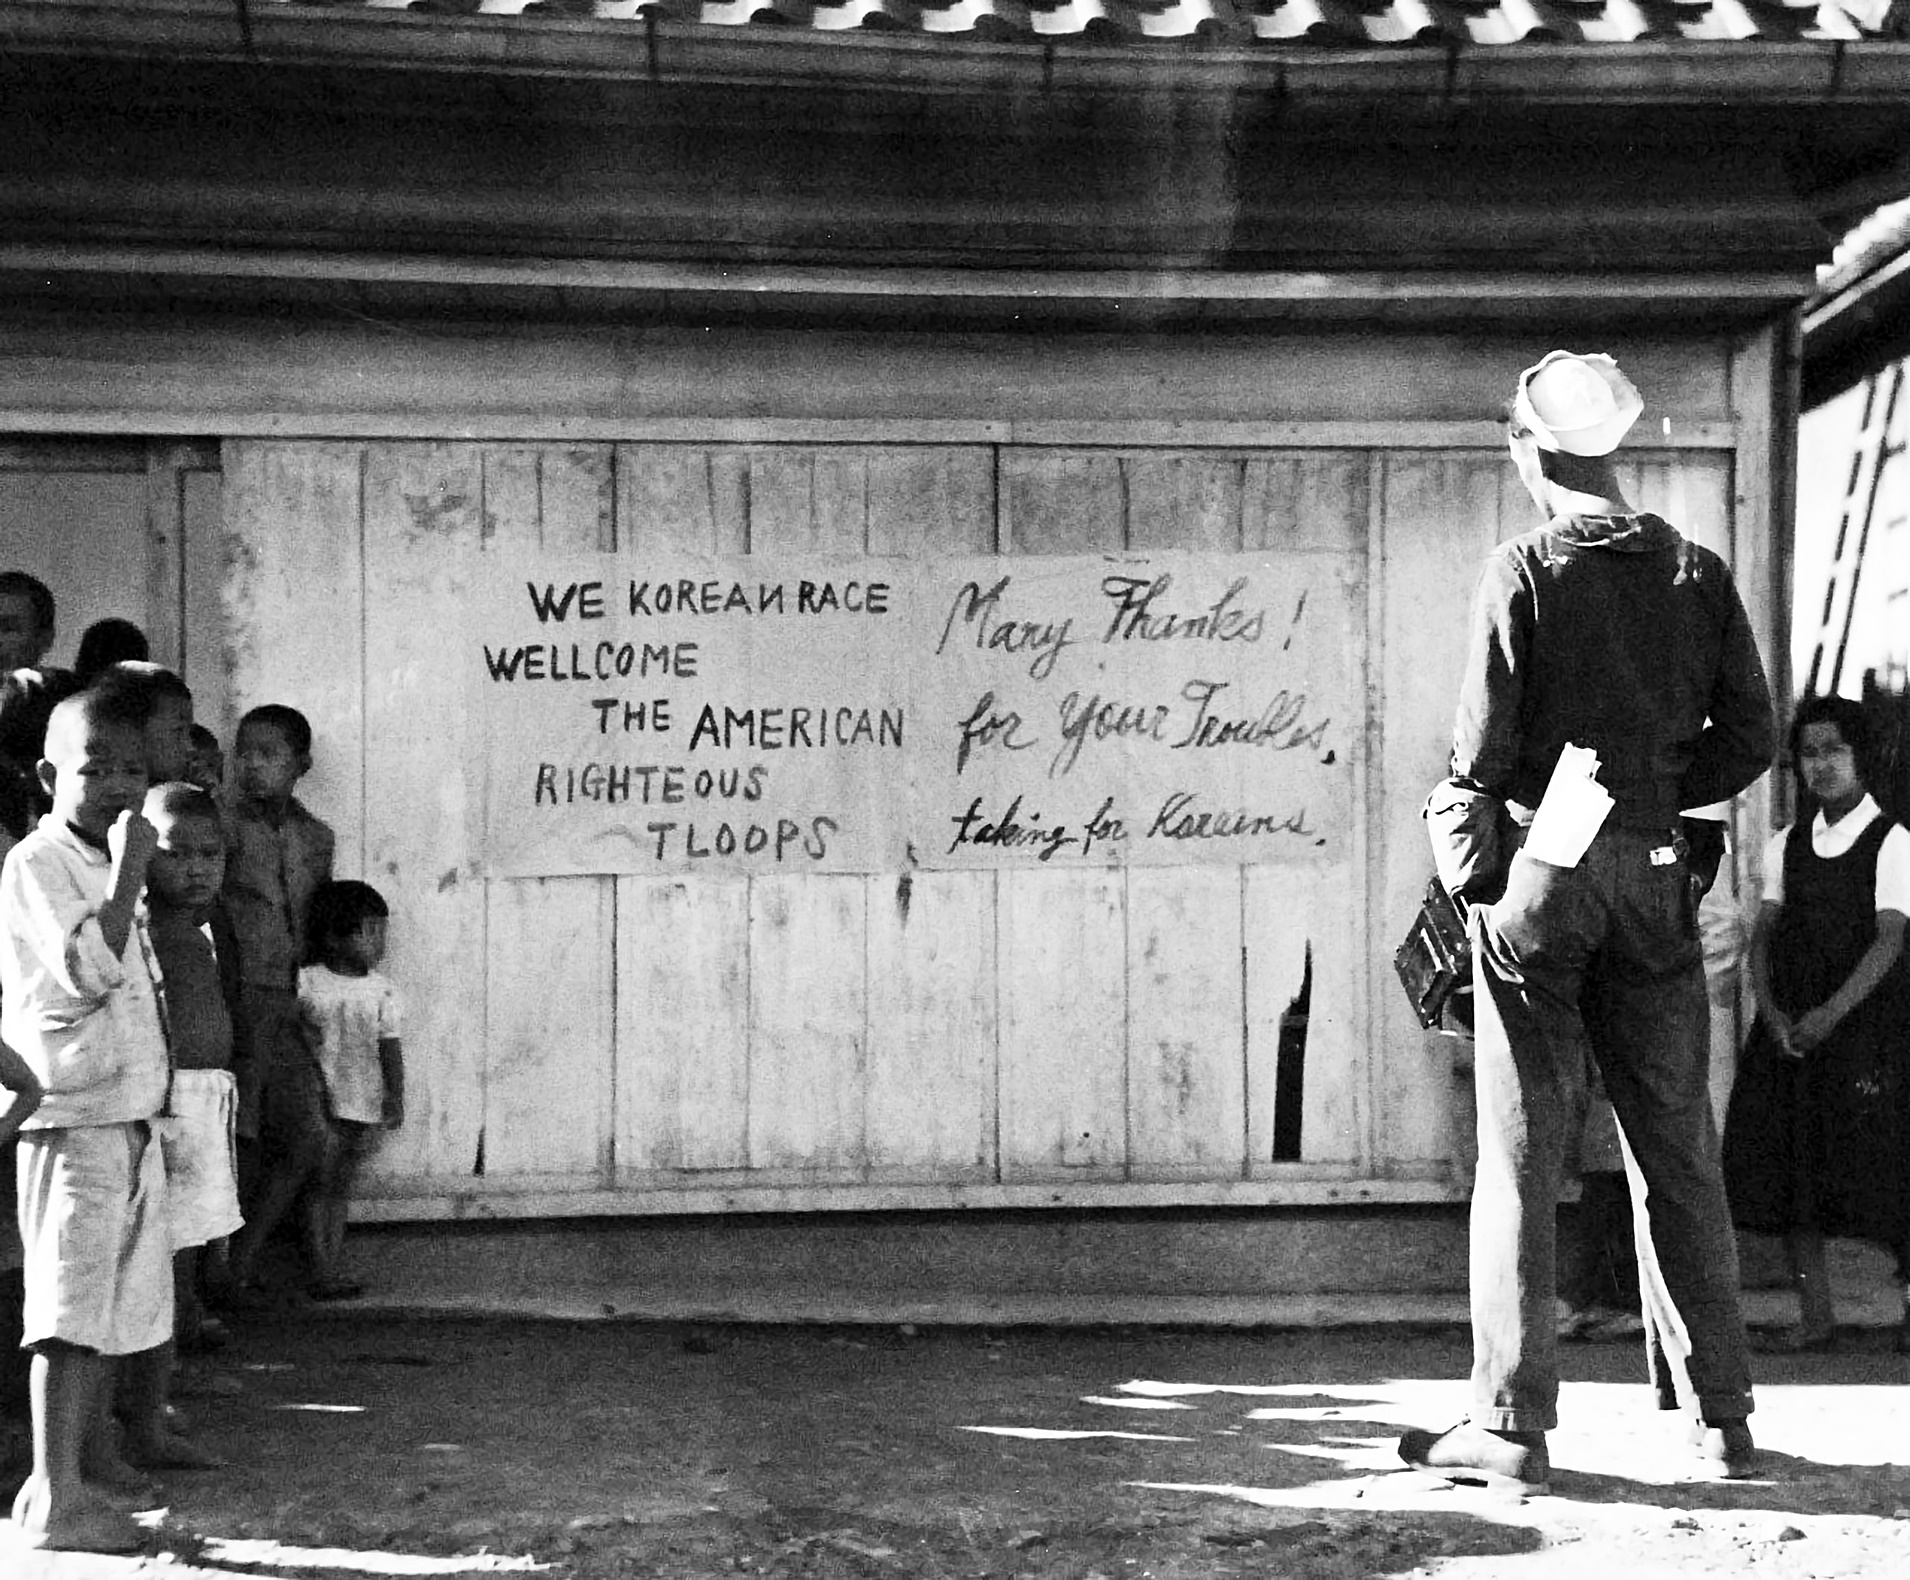 WE KOREAN RACE
WELLCOME
THE AMERICAN
RIGHTEOUS
TLOOPS
Mary Thanks!
for Your Troubles,
taking for Koreans.